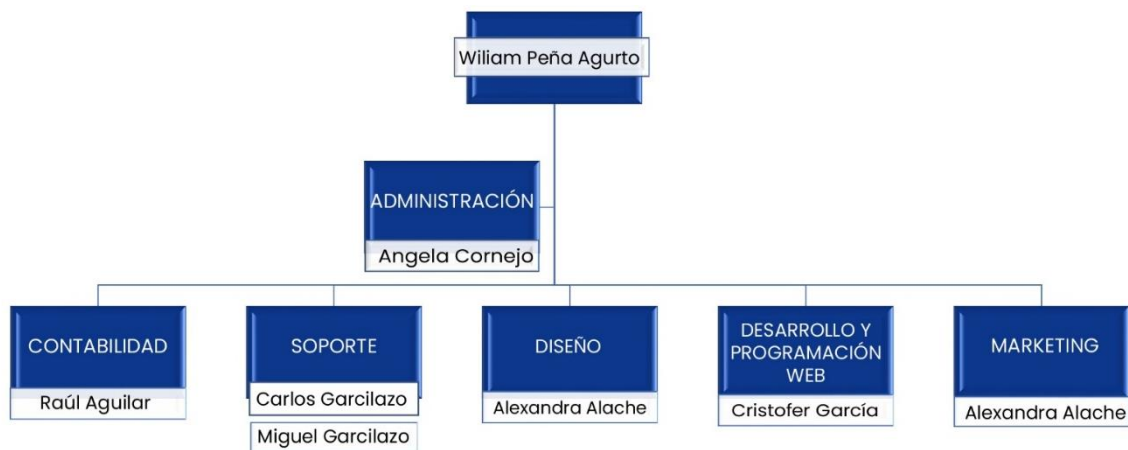 Wiliam Peña Agurto
ADMINISTRACIÓN
Angela Cornejo
CONTABILIDAD
Raúl Aguilar
SOPORTE
Carlos Garcilazo
Miguel Garcilazo
DISEÑO
Alexandra Alache
DESARROLLO Y
PROGRAMACIÓN
WEB
Cristofer García
MARKETING
Alexandra Alache